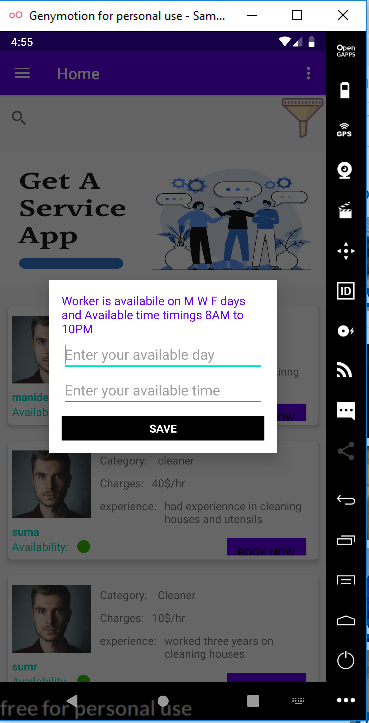 Genymotion for personal use - Sam...
4:55
Open
GAPPS
Home
GPS
Get A
Service
App
ID
Worker is availabile on M W F days
and Available time timings 8AM to
10PM
Enter your available day
Enter your available time
SAVE
manide
Availab
Category: cleaner
Charges: 40$/hr
experience: had experiennce in cleaning
houses and utensils
suma
Availability:
BOOK NOW
Category: Cleaner
Charges: 10$/hr
experience: worked three years on
cleaning houses
sumr
free for personal use